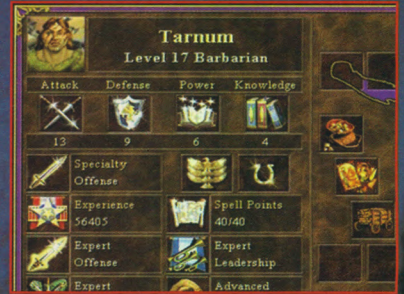 Tarnum
Level 17 Barbarian
Attack Defense Power Knowledge
13 9 6 4
Specialty
Offense
Experience
56405
Spell Points
40/40
Expert
Offense
Expert
Leadership
Expert
Advanced